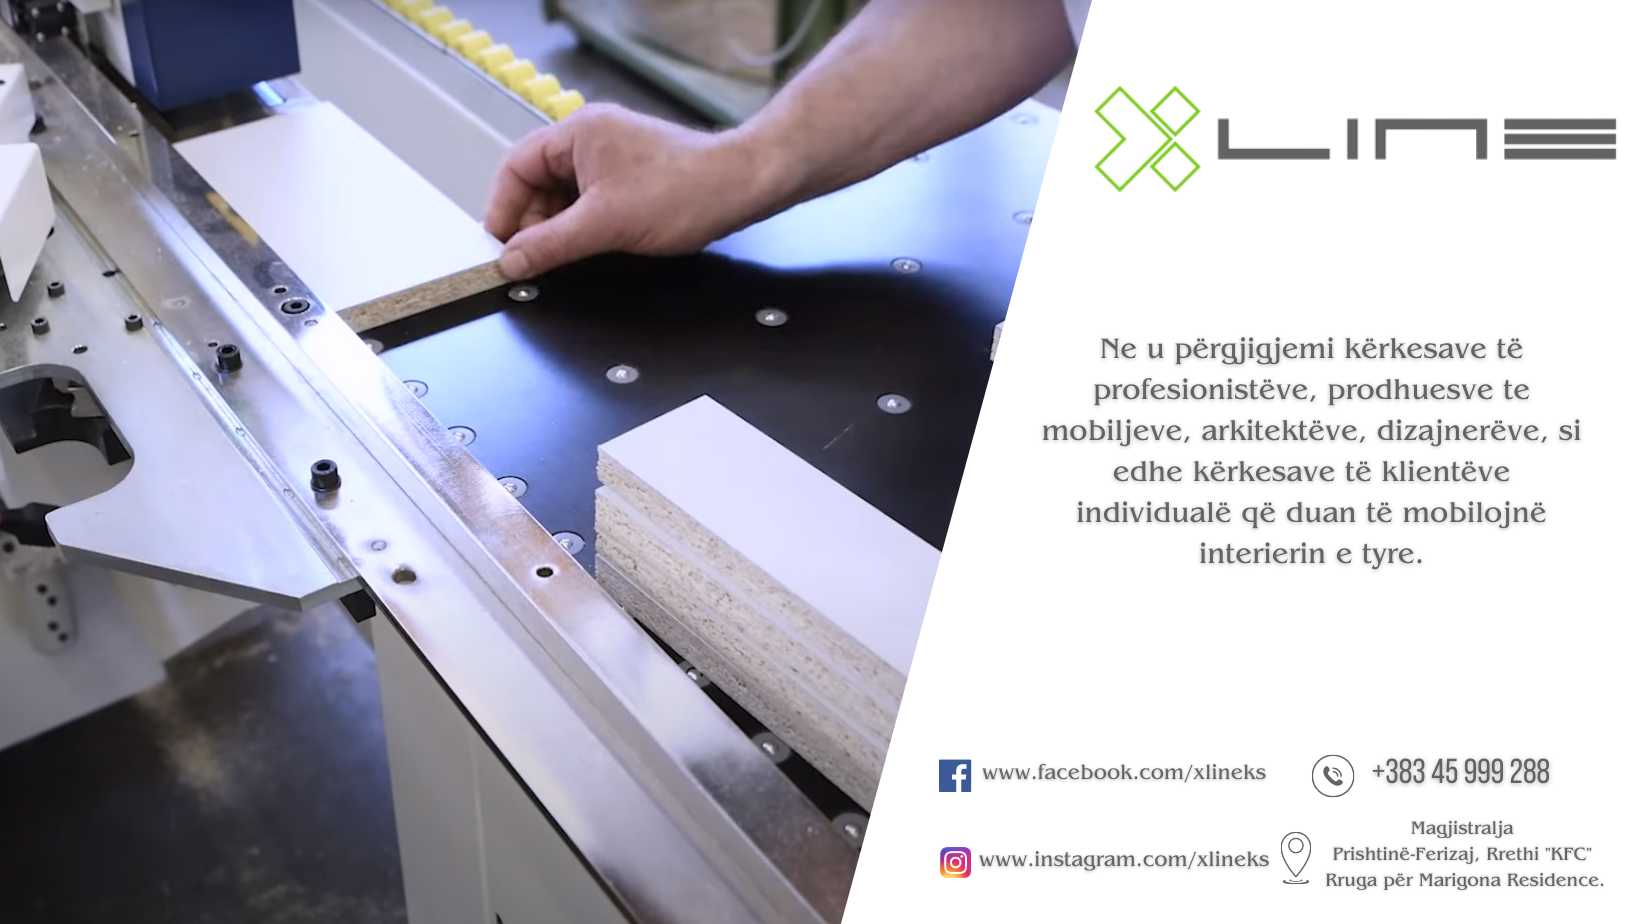 XLINE
Ne u përgjigjemi kërkesave të
profesionistëve, prodhuesve te
mobiljeve, arkitektëve, dizajnerëve, si
edhe kërkesave të klientëve
individualë që duan të mobilojnë
interierin e tyre.
www.facebook.com/xlineks
+383 45 999 288
www.instagram.com/xlineks
Magjistralja
Prishtinë-Ferizaj, Rrethi "KFC"
Rruga për Marigona Residence.